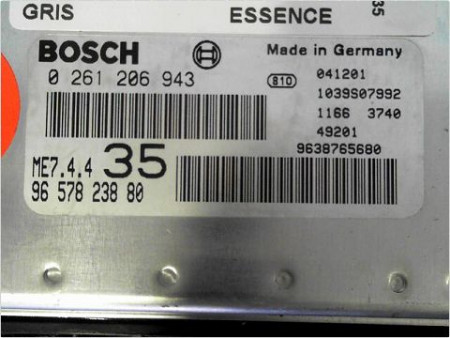 GRIS ESSENCE 35
BOSCH Made in Germany
0 261 206 943 810 041201
1039S07992
1166 3740
49201
9638765680
ME7.4.4 35
96 578 238 80